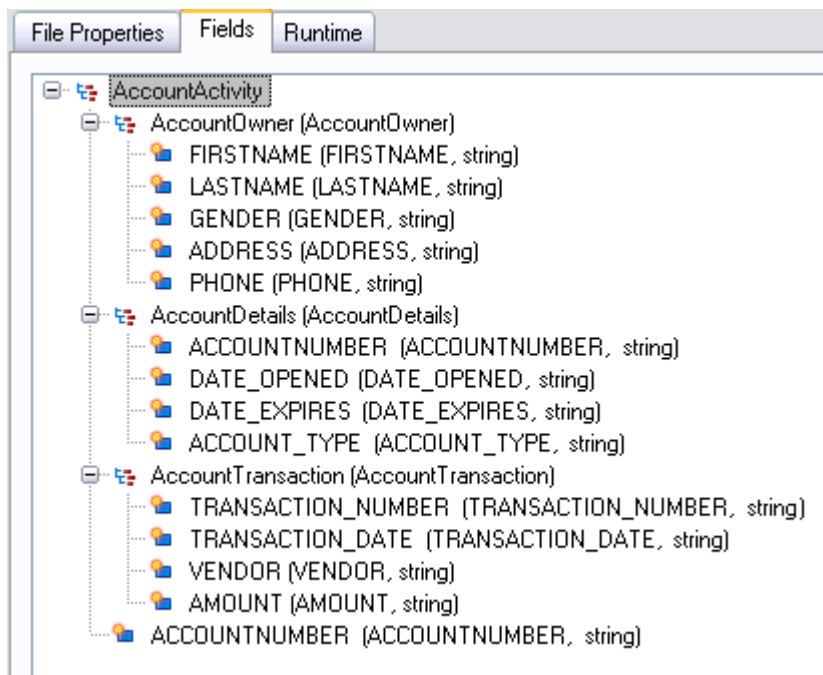 File Properties Fields Runtime
AccountActivity
AccountOwner (AccountOwner)
FIRSTNAME (FIRSTNAME, string)
LASTNAME (LASTNAME, string)
GENDER (GENDER, string)
ADDRESS (ADDRESS, string)
PHONE (PHONE, string)
AccountDetails (AccountDetails)
ACCOUNTNUMBER (ACCOUNTNUMBER, string)
DATE_OPENED (DATE_OPENED, string)
DATE_EXPIRES (DATE_EXPIRES, string)
ACCOUNT_TYPE (ACCOUNT_TYPE, string)
AccountTransaction (AccountTransaction)
TRANSACTION_NUMBER (TRANSACTION_NUMBER, string)
TRANSACTION_DATE (TRANSACTION_DATE, string)
VENDOR (VENDOR, string)
AMOUNT (AMOUNT, string)
ACCOUNTNUMBER (ACCOUNTNUMBER, string)